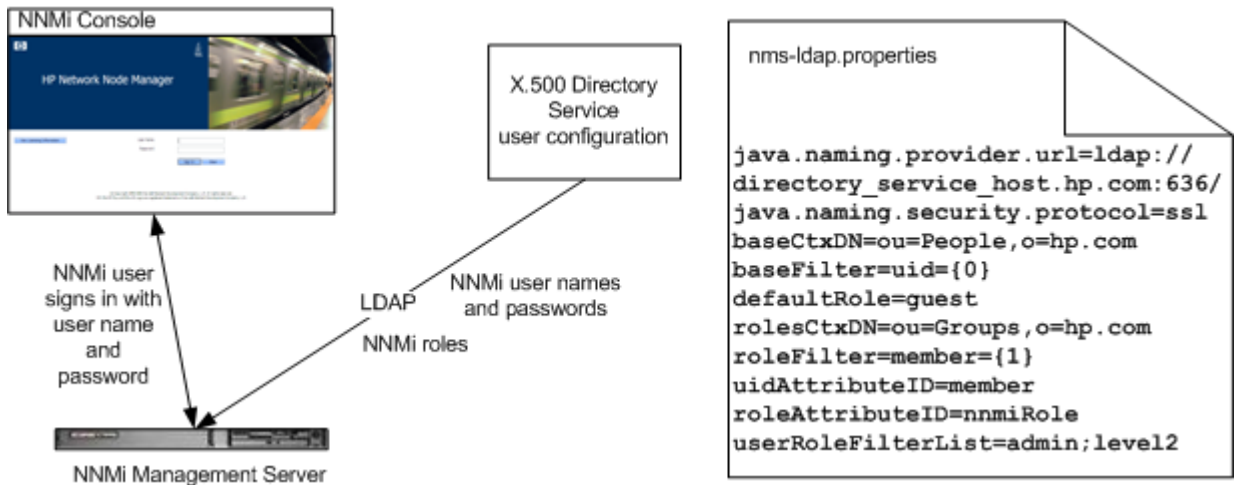 NNMi Console
HP Network Node Manager
X.500 Directory
Service
user configuration
NNMi user
signs in with
user name
and
password
LDAP
NNMi user names
and passwords
NNMi roles
NNMi Management Server
nms-ldap.properties
java.naming.provider.url=ldap://
directory_service_host.hp.com:636/
java.naming.security.protocol=ssl
baseCtxDN=ou=People,o=hp.com
baseFilter=uid={0}
defaultRole=guest
rolesCtxDN=ou=Groups,o=hp.com
roleFilter=member={1}
uidAttributeID=member
roleAttributeID=nnmiRole
userRoleFilterList=admin;level2